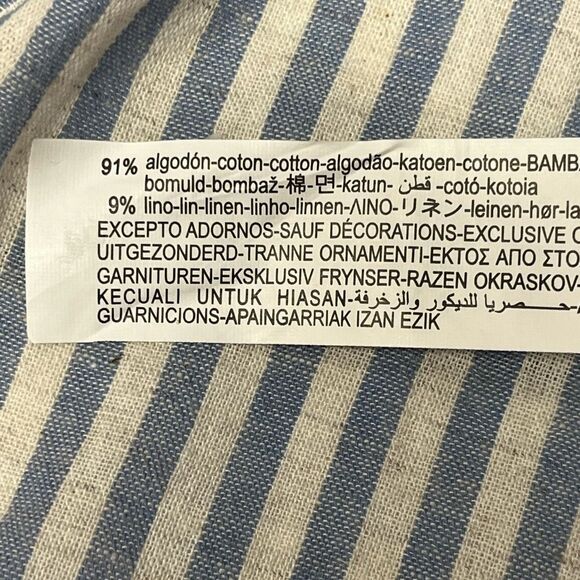 91% algodón-coton-cotton-algodão-katoen-cotone-BAMB
bomuld-bombaž-棉-면-katun- قطن -cotó-kotoia
9% lino-lin-linen-linho-linnen-ΛΙΝΟ-リネン-leinen-hør-la
EXCEPTO ADORNOS-SAUF DÉCORATIONS-EXCLUSIVE O
UITGEZONDERD-TRANNE ORNAMENTI-ΕΚΤΟΣ ΑΠΟ ΣΤΟ
GARNITUREN-EKSKLUSIV FRYNSER-RAZEN OKRASKOV-
KECUALI UNTUK HIASAN-حصريا للديكور والزخرفة-
GUARNICIONS-APAINGARRIAK IZAN EZIK